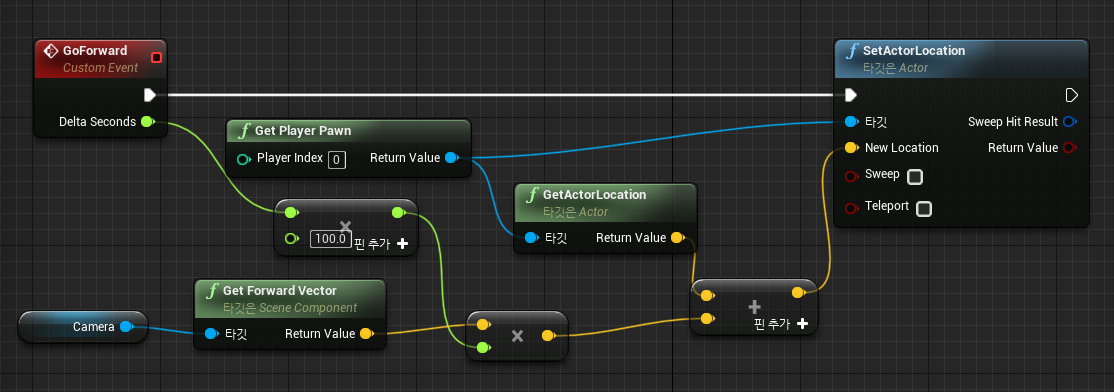 GoForward
Custom Event
Delta Seconds
f Get Player Pawn
Player Index 0
Return Value
×
100.0
핀 추가 +
f GetActorLocation
타깃은 Actor
타깃
Return Value
f SetActorLocation
타깃은 Actor
타깃
Sweep Hit Result
New Location
Return Value
Sweep
Teleport
Camera
f Get Forward Vector
타깃은 Scene Component
타깃
Return Value
×
+
핀 추가 +